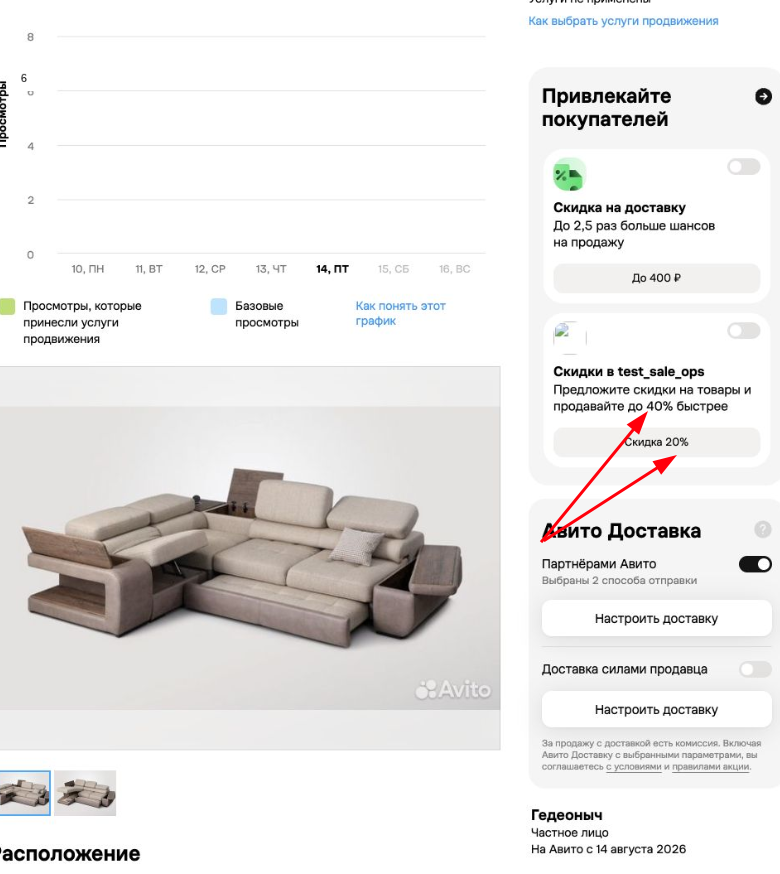 Услуги не применены
Как выбрать услуги продвижения
8
6
4
2
0
Просмотры
10, ПН
11, ВТ
12, СР
13, ЧТ
14, ПТ
15, СБ
16, ВС
Просмотры, которые
принесли услуги
продвижения
Базовые
просмотры
Как понять этот
график
Avito
Расположение
Привлекайте
покупателей
Скидка на доставку
До 2,5 раз больше шансов
на продажу
До 400 ₽
Скидки в test_sale_ops
Предложите скидки на товары и
продавайте до 40% быстрее
Скидка 20%
Авито Доставка
?
Партнёрами Авито
Выбраны 2 способа отправки
Настроить доставку
Доставка силами продавца
Настроить доставку
За продажу с доставкой есть комиссия. Включая
Авито Доставку с выбранными параметрами, вы
соглашаетесь с условиями и правилами акции.
Гедеоныч
Частное лицо
На Авито с 14 августа 2026